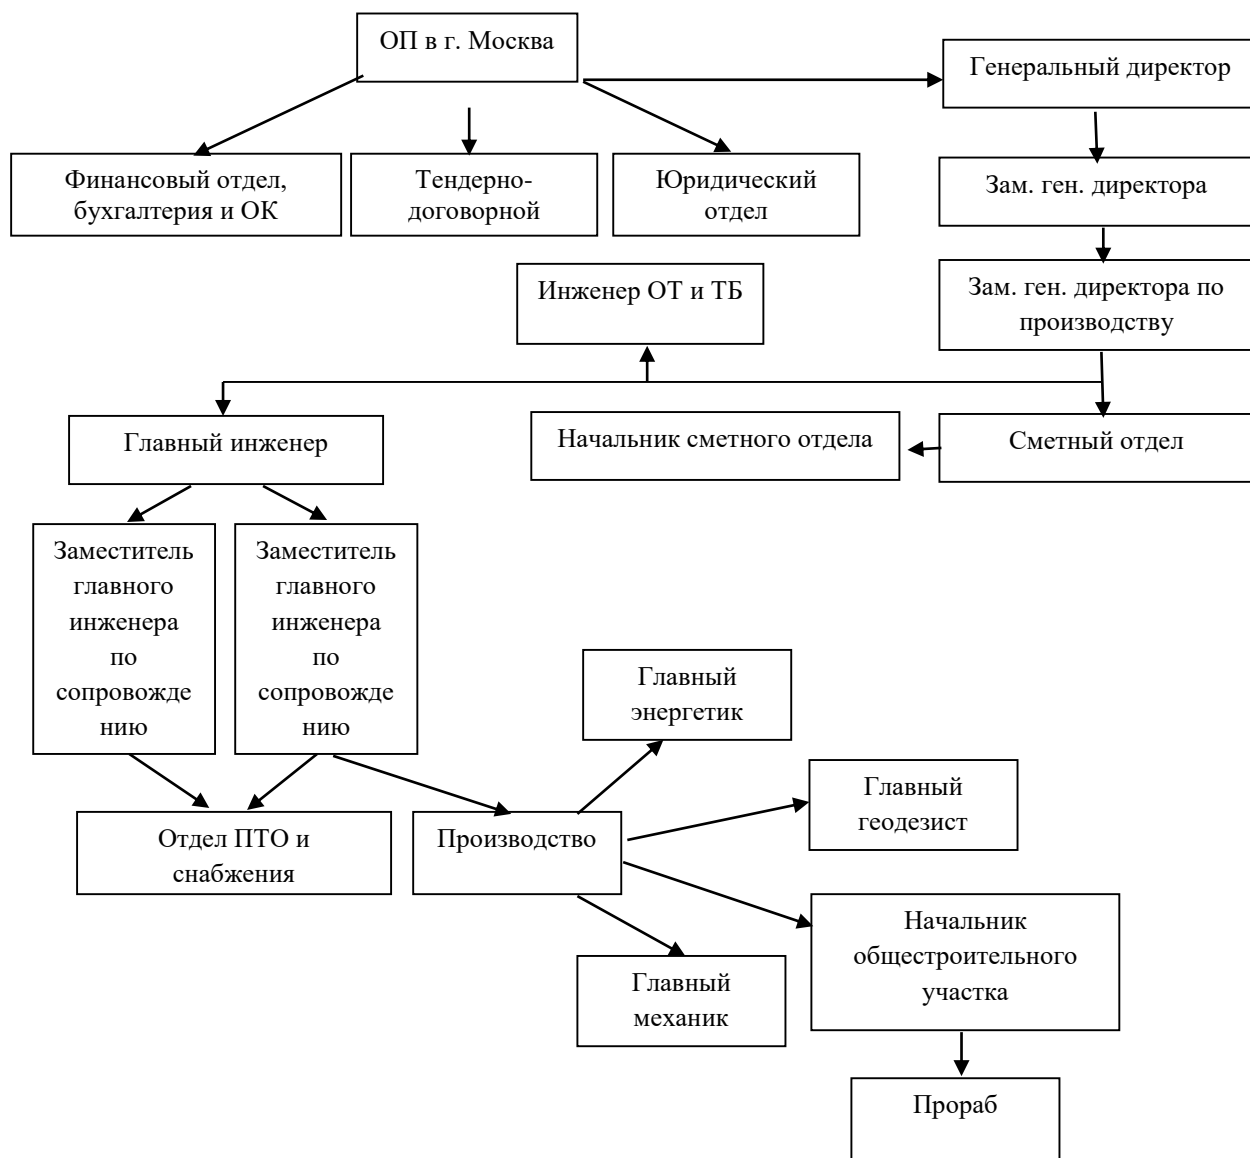 ОП в г. Москва
Генеральный директор
Финансовый отдел,
бухгалтерия и ОК
Тендерно-
договорной
Юридический
отдел
Зам. ген. директора
Инженер ОТ и ТБ
Зам. ген. директора по
производству
Главный инженер
Начальник сметного отдела
Сметный отдел
Заместитель
главного
инженера
по
сопровожде
нию
Заместитель
главного
инженера
по
сопровожде
нию
Главный
энергетик
Главный
геодезист
Отдел ПТО и
снабжения
Производство
Начальник
общестроительного
участка
Главный
механик
Прораб